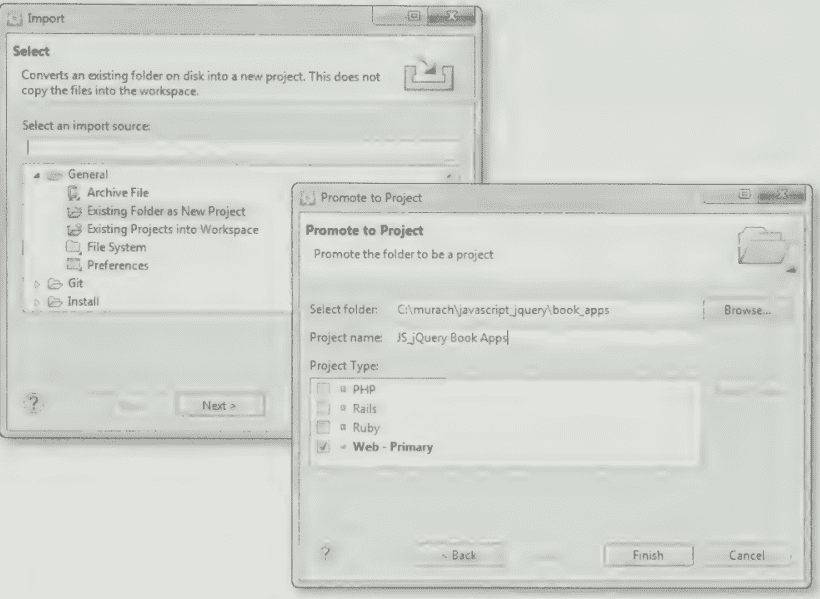 Import
Select
Converts an existing folder on disk into a new project. This does not
copy the files into the workspace.
Select an import source:
General
Archive File
Existing Folder as New Project
Existing Projects into Workspace
File System
Preferences
Git
Install
?
Next >
Promote to Project
Promote to Project
Promote the folder to be a project
Select folder: C:\murach\javascript_jquery\book_apps Browse...
Project name: JS_jQuery Book Apps
Project Type:
PHP
Rails
Ruby
Web - Primary
? < Back Finish Cancel